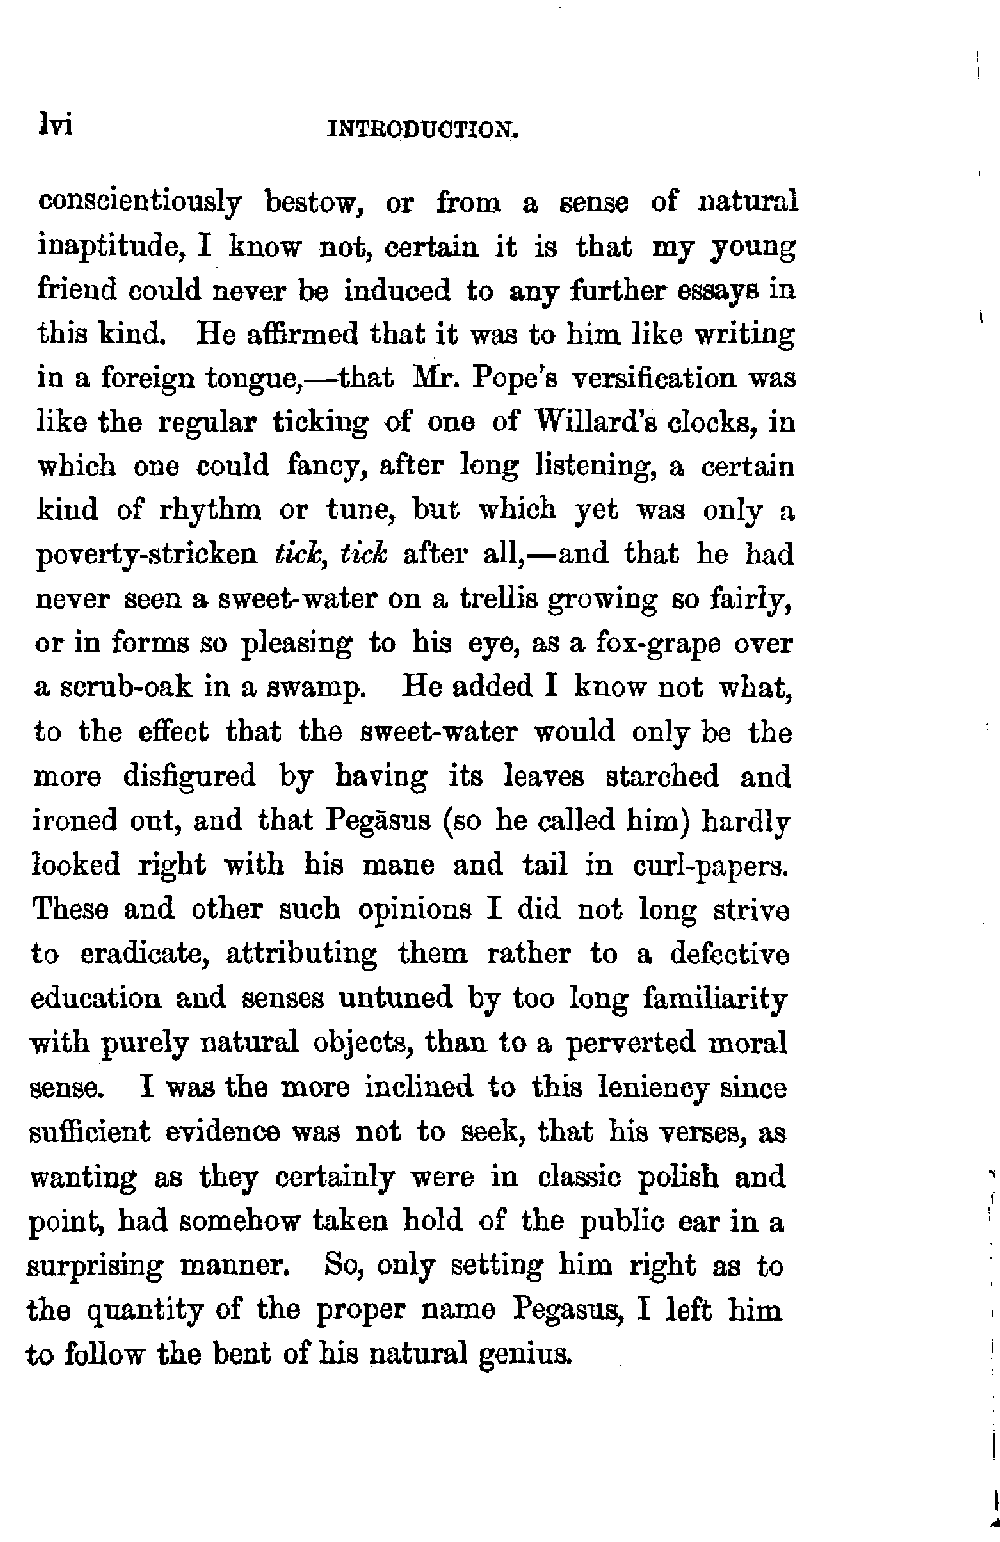 lvi INTRODUCTION.
conscientiously bestow, or from a sense of natural
inaptitude, I know not, certain it is that my young
friend could never be induced to any further essays in
this kind. He affirmed that it was to him like writing
in a foreign tongue,—that Mr. Pope's versification was
like the regular ticking of one of Willard's clocks, in
which one could fancy, after long listening, a certain
kind of rhythm or tune, but which yet was only a
poverty-stricken tick, tick after all,—and that he had
never seen a sweet-water on a trellis growing so fairly,
or in forms so pleasing to his eye, as a fox-grape over
a scrub-oak in a swamp. He added I know not what,
to the effect that the sweet-water would only be the
more disfigured by having its leaves starched and
ironed out, and that Pegāsus (so he called him) hardly
looked right with his mane and tail in curl-papers.
These and other such opinions I did not long strive
to eradicate, attributing them rather to a defective
education and senses untuned by too long familiarity
with purely natural objects, than to a perverted moral
sense. I was the more inclined to this leniency since
sufficient evidence was not to seek, that his verses, as
wanting as they certainly were in classic polish and
point, had somehow taken hold of the public ear in a
surprising manner. So, only setting him right as to
the quantity of the proper name Pegasus, I left him
to follow the bent of his natural genius.